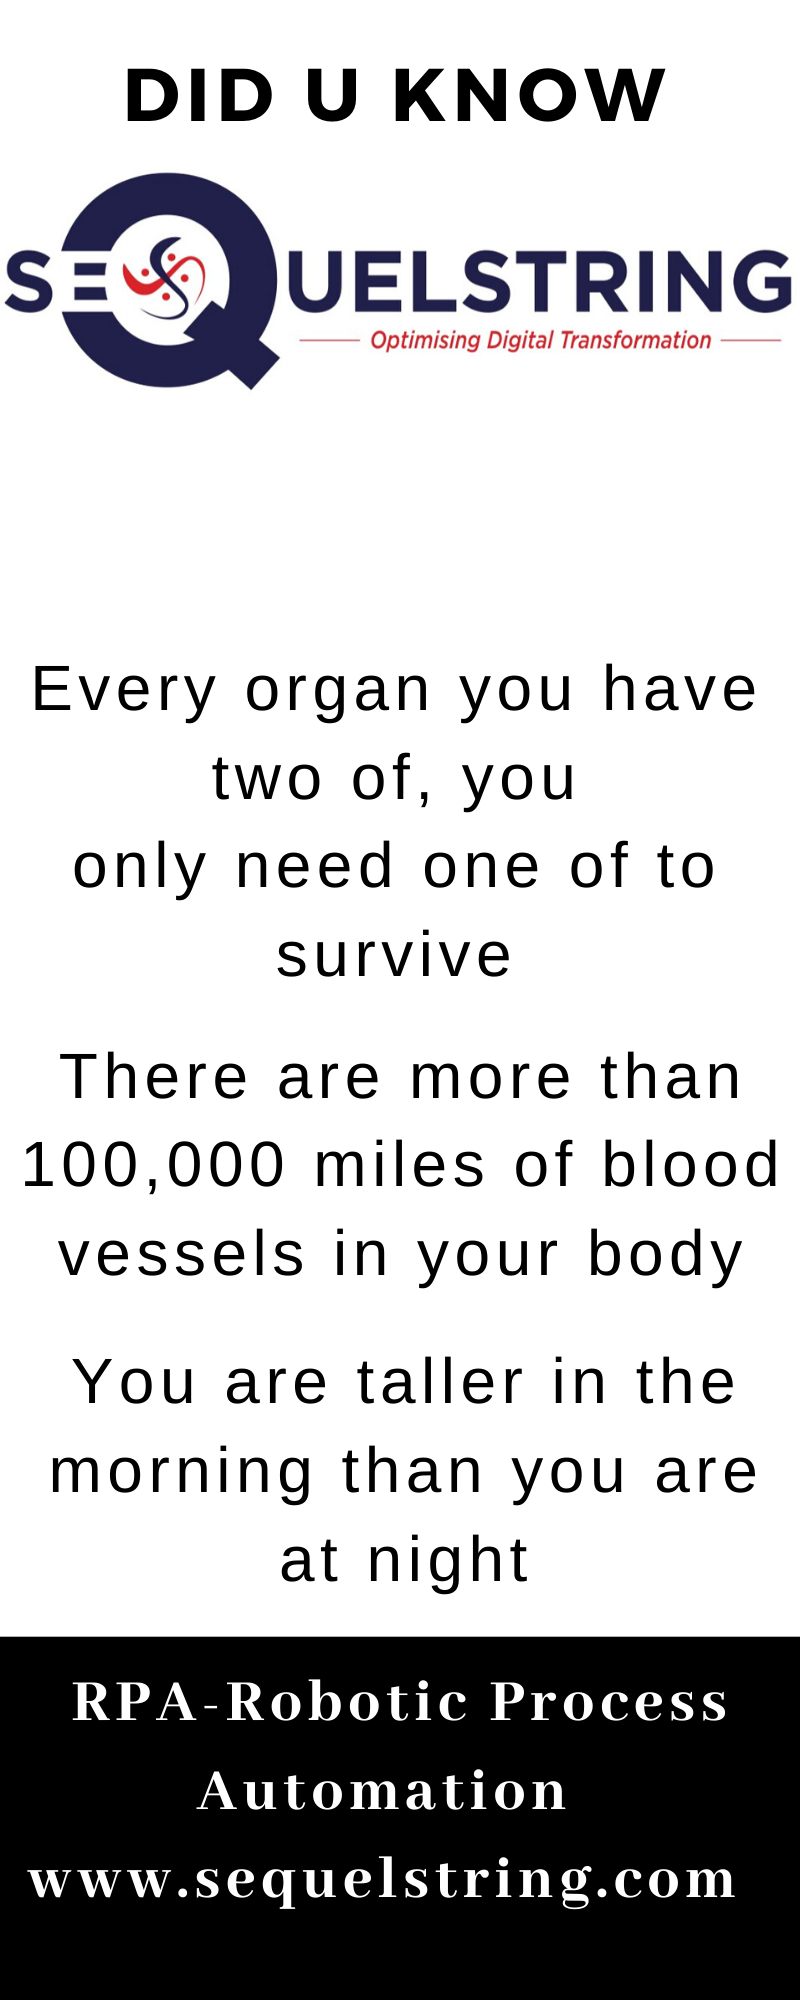 DID U KNOW
SEQUELSTRING
Optimising Digital Transformation
Every organ you have
two of, you
only need one of to
survive
There are more than
100,000 miles of blood
vessels in your body
You are taller in the
morning than you are
at night
RPA-Robotic Process
Automation
www.sequelstring.com